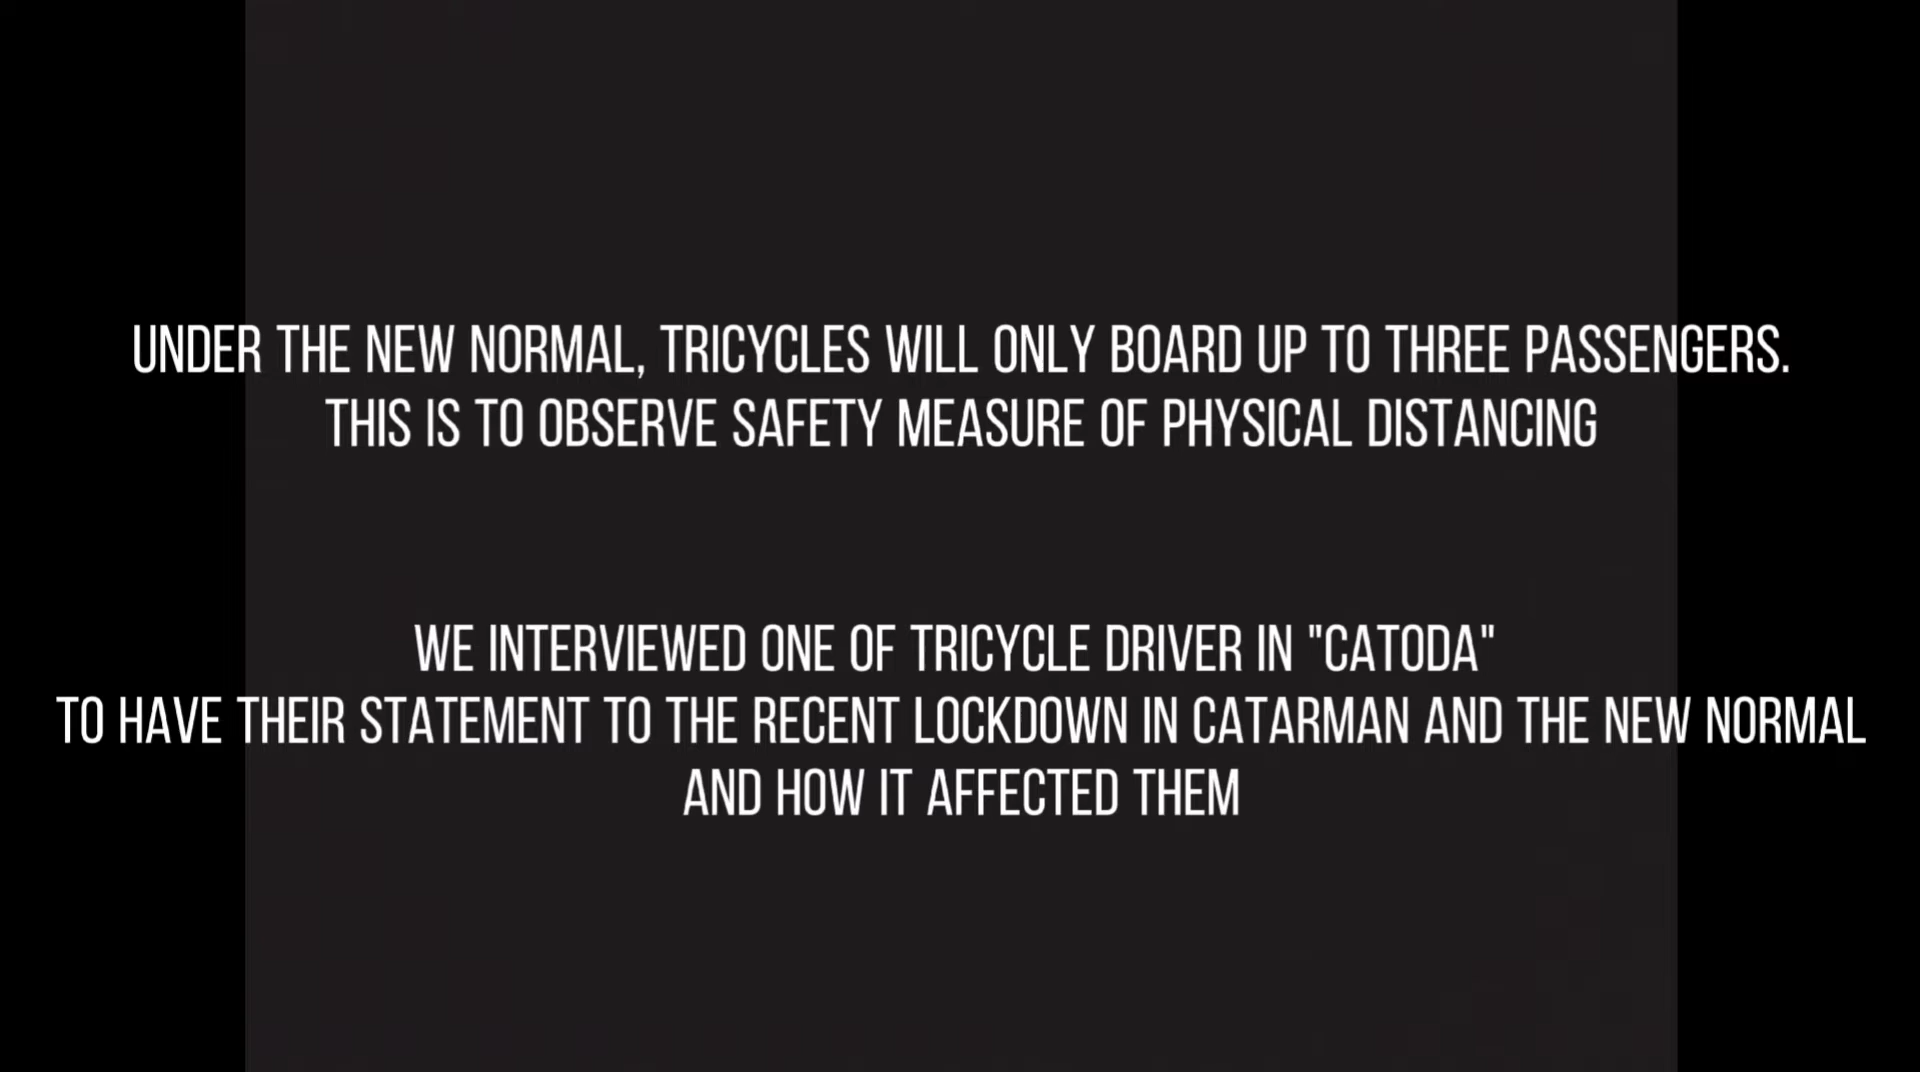 UNDER THE NEW NORMAL, TRICYCLES WILL ONLY BOARD UP TO THREE PASSENGERS.
THIS IS TO OBSERVE SAFETY MEASURE OF PHYSICAL DISTANCING
WE INTERVIEWED ONE OF TRICYCLE DRIVER IN "CATODA"
TO HAVE THEIR STATEMENT TO THE RECENT LOCKDOWN IN CATARMAN AND THE NEW NORMAL
AND HOW IT AFFECTED THEM